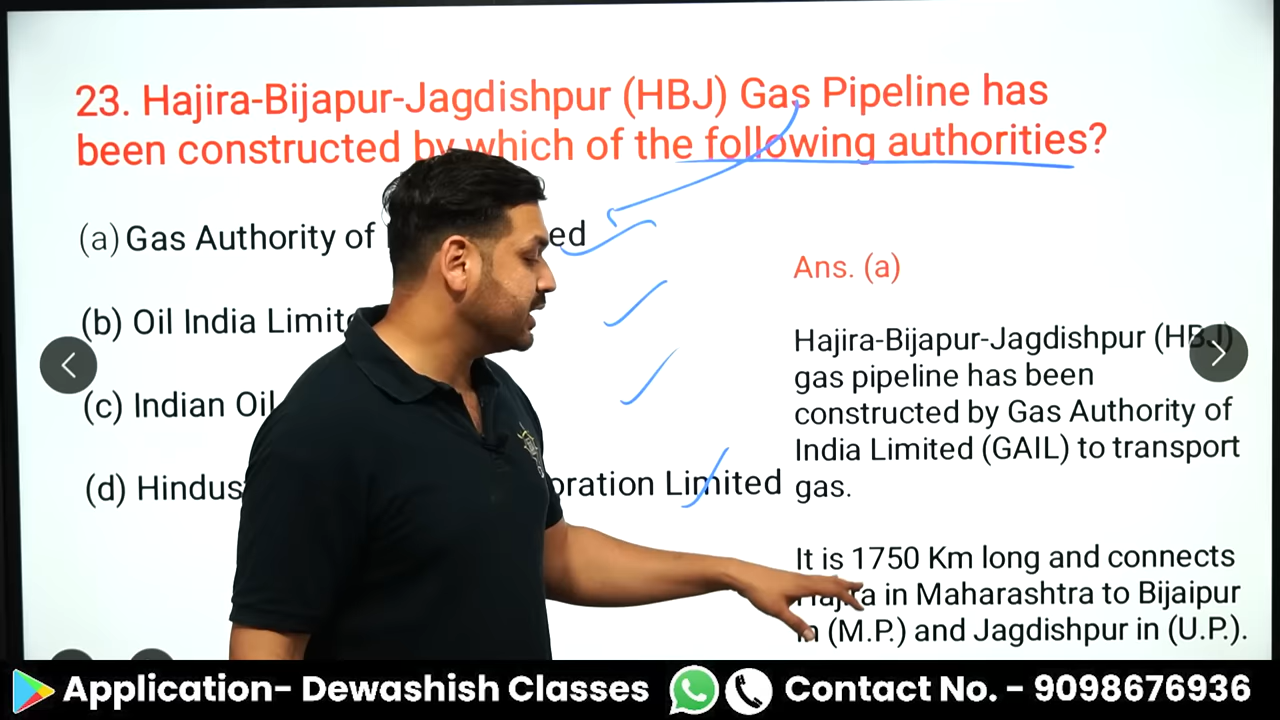 23. Hajira-Bijapur-Jagdishpur (HBJ) Gas Pipeline has
been constructed by which of the following authorities?
(a) Gas Authority of
(b) Oil India
(c) Indian Oil
(d) oration Limited
Ans. (a)
Hajira-Bijapur-Jagdishpur (HBJ)
gas pipeline has been
constructed by Gas Authority of
India Limited (GAIL) to transport
gas.
It is 1750 Km long and connects
Hajira in Maharashtra to Bijaipur
in (M.P.) and Jagdishpur in (U.P.).
Application- Dewashish Classes
Contact No. - 9098676936